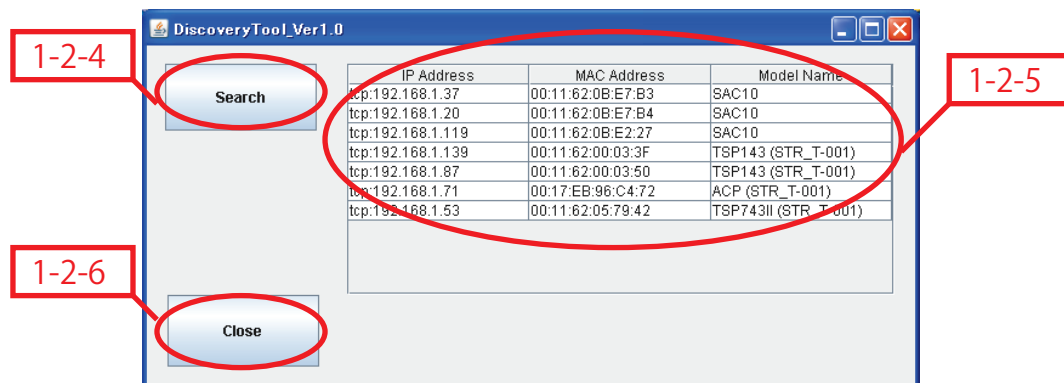 DiscoveryTool_Ver1.0
1-2-4
Search
1-2-5
IP Address MAC Address Model Name
tcp:192.168.1.37 00:11:62:0B:E7:B3 SAC10
tcp:192.168.1.20 00:11:62:0B:E7:B4 SAC10
tcp:192.168.1.119 00:11:62:0B:E2:27 SAC10
tcp:192.168.1.139 00:11:62:00:03:3F TSP143 (STR_T-001)
tcp:192.168.1.87 00:11:62:00:03:50 TSP143 (STR_T-001)
tcp:192.168.1.71 00:17:EB:96:C4:72 ACP (STR_T-001)
tcp:192.168.1.53 00:11:62:05:79:42 TSP743II (STR_T-001)
1-2-6
Close